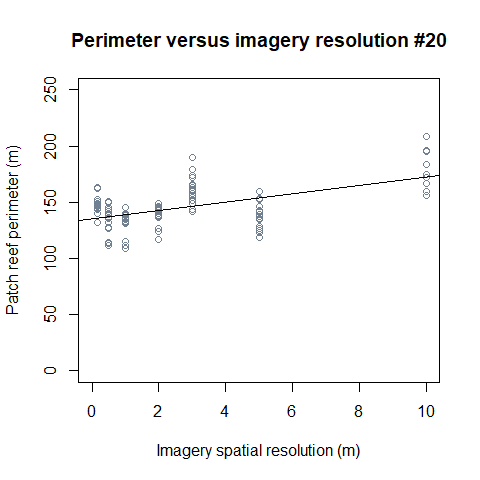 Perimeter versus imagery resolution #20
250
200
150
100
50
0
Patch reef perimeter (m)
0 2 4 6 8 10
Imagery spatial resolution (m)